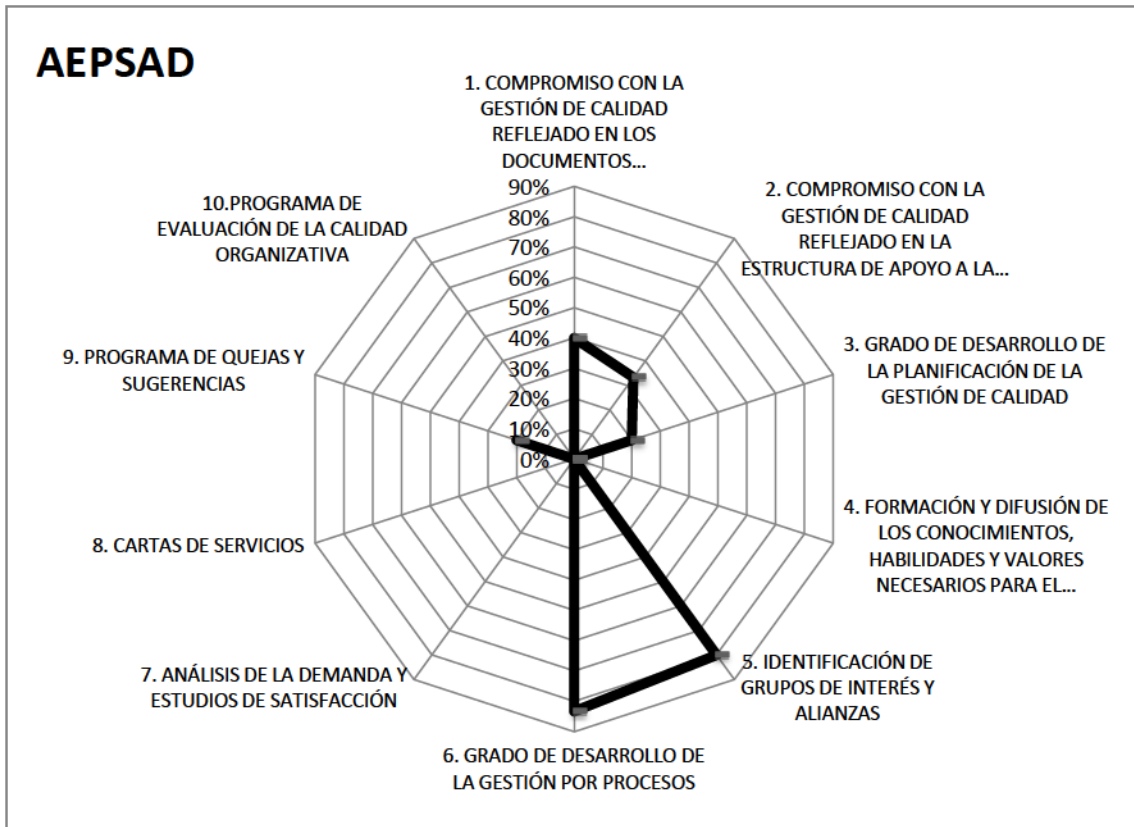 AEPSAD
1. COMPROMISO CON LA
GESTIÓN DE CALIDAD
REFLEJADO EN LOS
DOCUMENTOS...
2. COMPROMISO CON LA
GESTIÓN DE CALIDAD
REFLEJADO EN LA
ESTRUCTURA DE APOYO A LA...
3. GRADO DE DESARROLLO DE
LA PLANIFICACIÓN DE LA
GESTIÓN DE CALIDAD
4. FORMACIÓN Y DIFUSIÓN DE
LOS CONOCIMIENTOS,
HABILIDADES Y VALORES
NECESARIOS PARA EL...
5. IDENTIFICACIÓN DE
GRUPOS DE INTERÉS Y
ALIANZAS
6. GRADO DE DESARROLLO DE
LA GESTIÓN POR PROCESOS
7. ANÁLISIS DE LA DEMANDA Y
ESTUDIOS DE SATISFACCIÓN
8. CARTAS DE SERVICIOS
9. PROGRAMA DE QUEJAS Y
SUGERENCIAS
10.PROGRAMA DE
EVALUACIÓN DE LA CALIDAD
ORGANIZATIVA
90%
80%
70%
60%
50%
40%
30%
20%
10%
0%